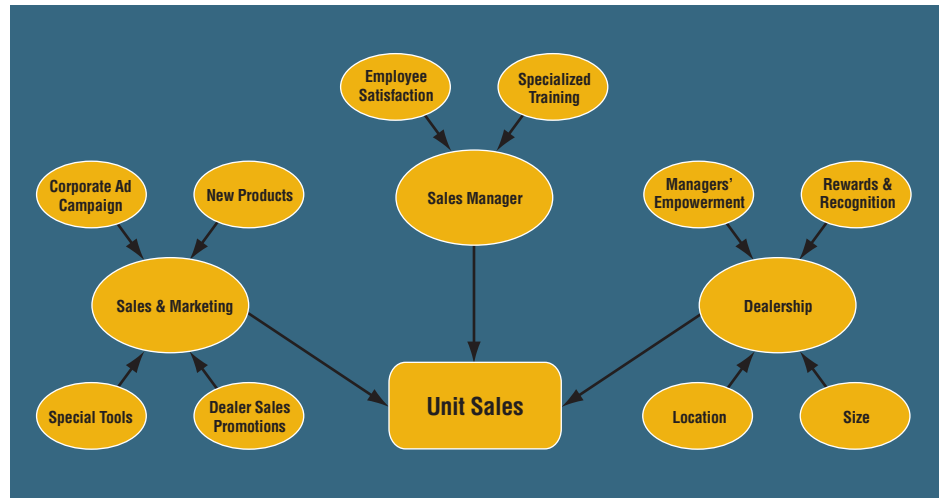 Employee
Satisfaction
Specialized
Training
Corporate Ad
Campaign
New Products
Sales Manager
Managers'
Empowerment
Rewards &
Recognition
Sales & Marketing
Dealership
Special Tools
Dealer Sales
Promotions
Unit Sales
Location
Size